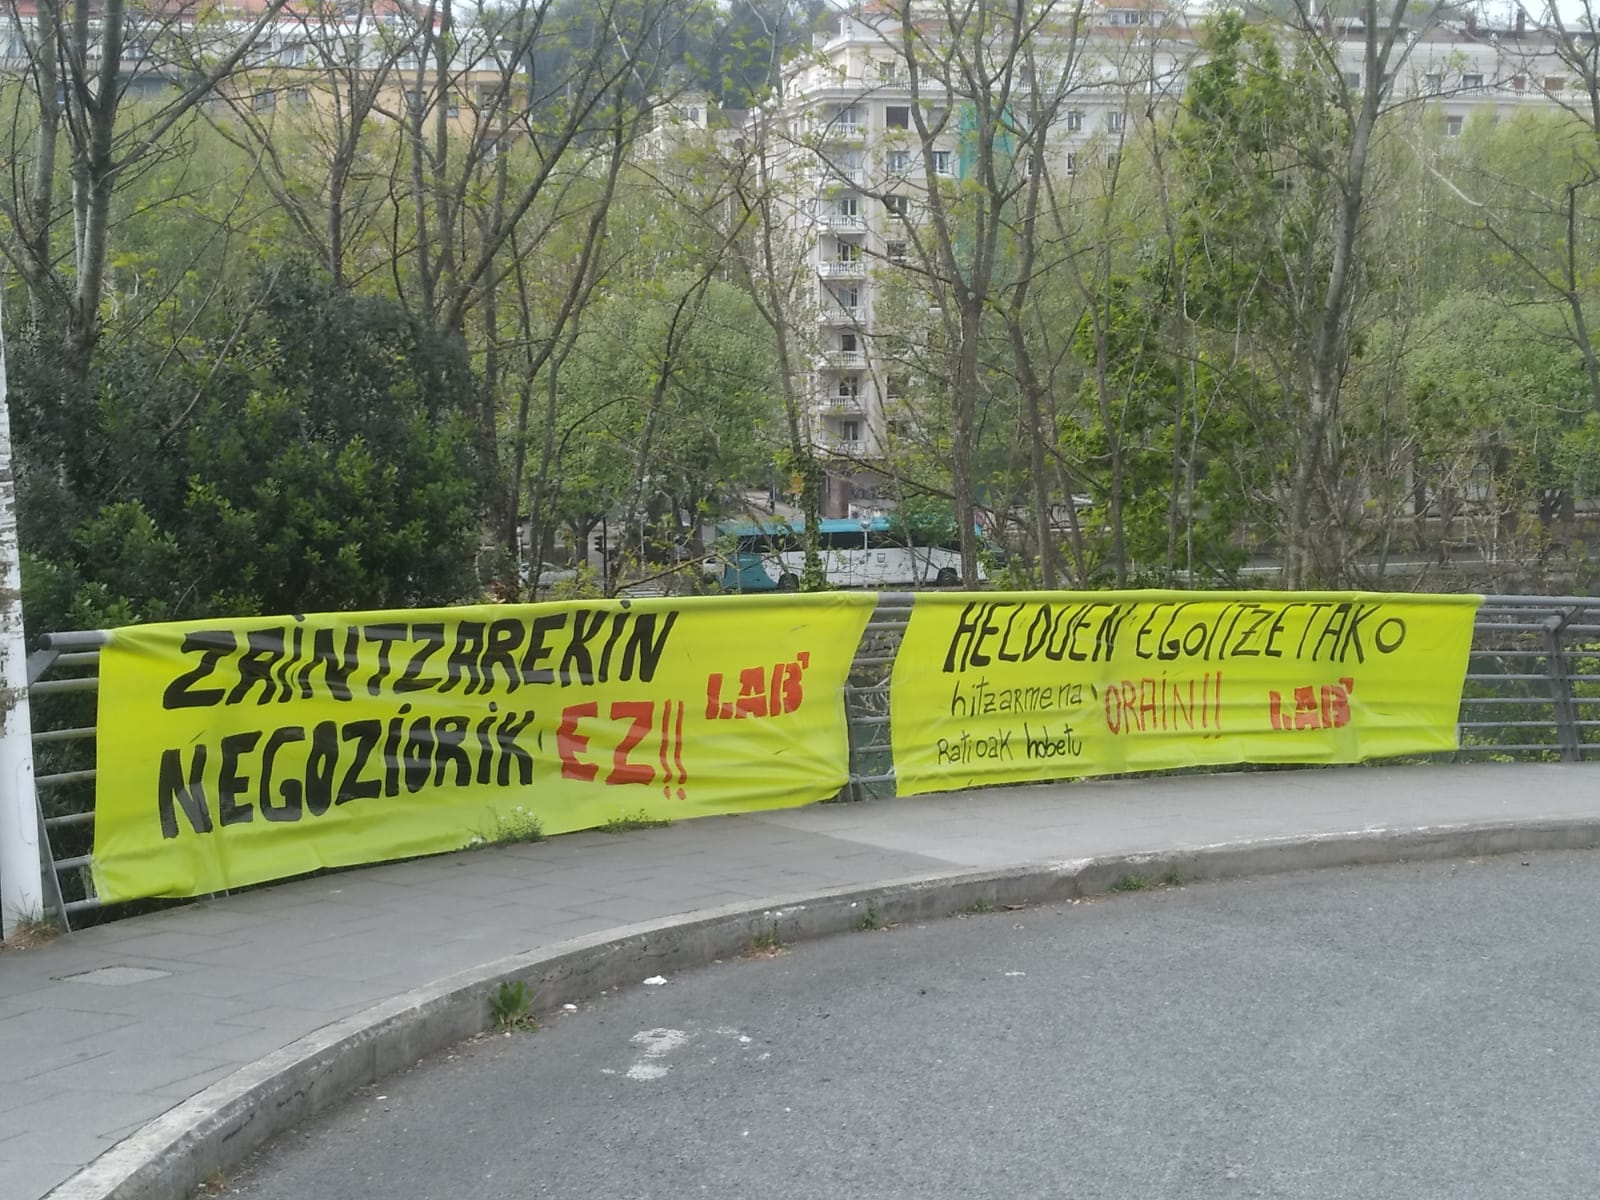 ZAiNTZAREKiN
NEGOZiORiK EZ!!
LAB
HELDUEN EGOITZETAKO
hitzarmena ORAIN!!
Ratioak hobetu
LAB